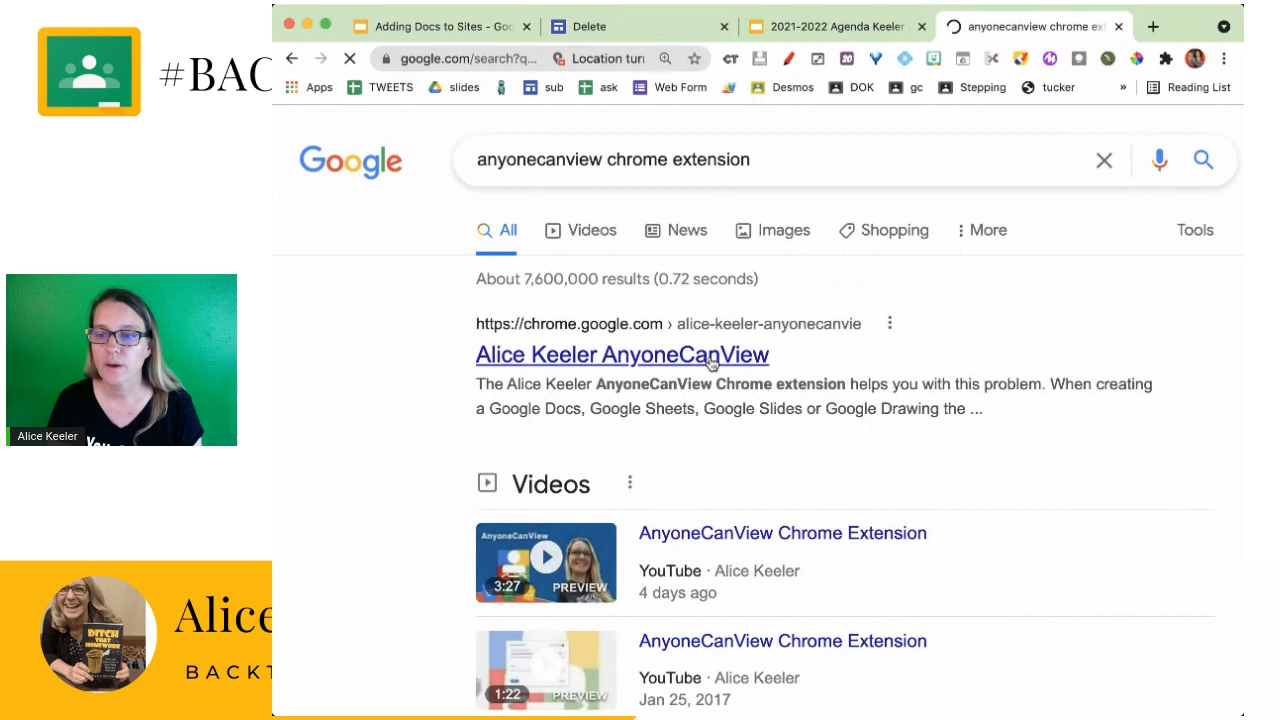 #BAC
Alice Keeler
Alice
BACKT
DITCH THAT HOMEWORK
Adding Docs to Sites - Goo
Delete
2021-2022 Agenda Keeler
anyonecanview chrome ex
google.com/search?q...
Location turn
Apps
TWEETS
slides
sub
ask
Web Form
Desmos
DOK
gc
Stepping
tucker
»
Reading List
Google
anyonecanview chrome extension
All
Videos
News
Images
Shopping
More
Tools
About 7,600,000 results (0.72 seconds)
https://chrome.google.com › alice-keeler-anyonecanvie
Alice Keeler AnyoneCanView
The Alice Keeler AnyoneCanView Chrome extension helps you with this problem. When creating
a Google Docs, Google Sheets, Google Slides or Google Drawing the ...
Videos
AnyoneCanView
3:27
PREVIEW
AnyoneCanView Chrome Extension
YouTube · Alice Keeler
4 days ago
1:22
PREVIEW
AnyoneCanView Chrome Extension
YouTube · Alice Keeler
Jan 25, 2017